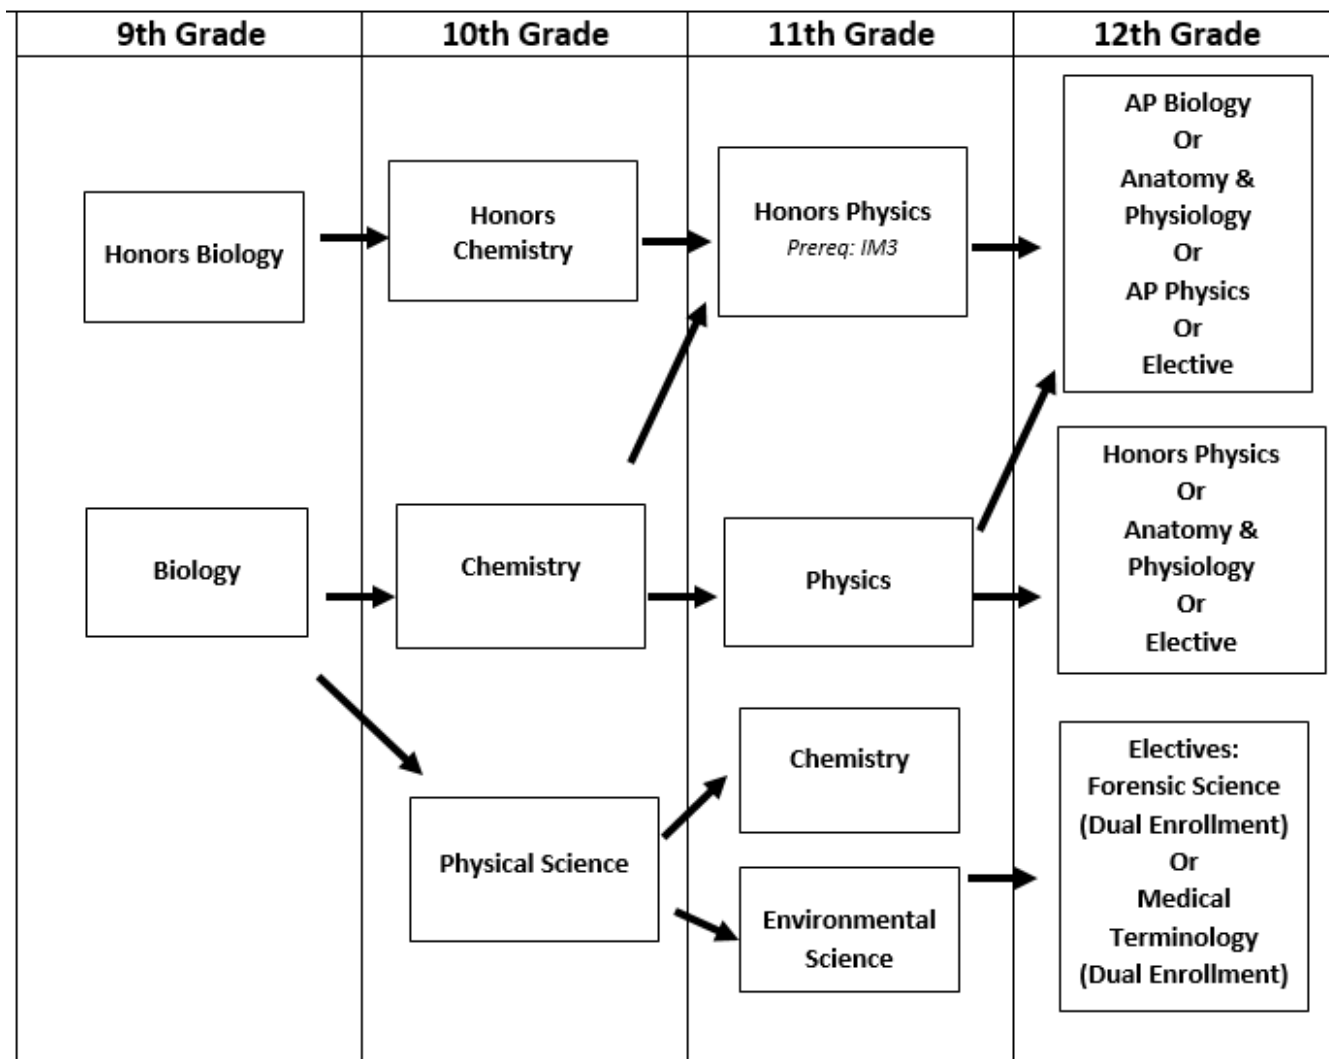 9th Grade
10th Grade
11th Grade
12th Grade
Honors Biology
Honors
Chemistry
Honors Physics
Prereq: IM3
AP Biology
Or
Anatomy &
Physiology
Or
AP Physics
Or
Elective
Biology
Chemistry
Physics
Honors Physics
Or
Anatomy &
Physiology
Or
Elective
Physical Science
Chemistry
Environmental
Science
Electives:
Forensic Science
(Dual Enrollment)
Or
Medical
Terminology
(Dual Enrollment)